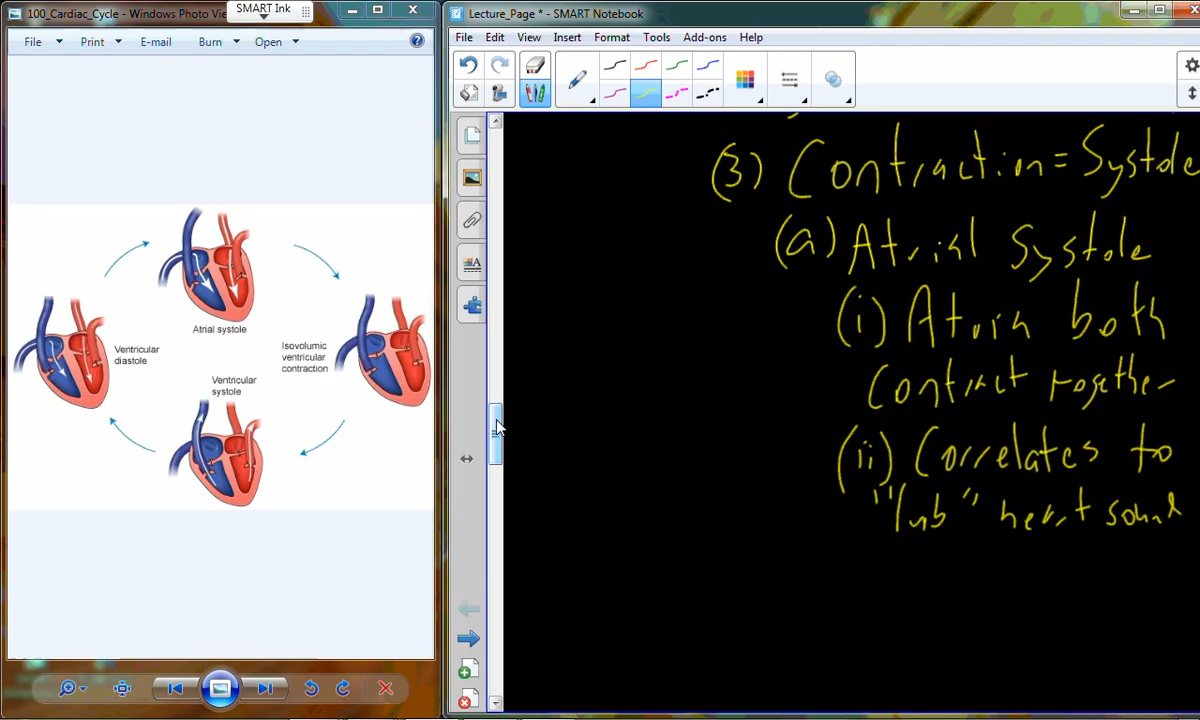 100_Cardiac_Cycle - Windows Photo Vie
SMART Ink
File Print E-mail Burn Open
Atrial systole
Ventricular
diastole
Isovolumic
ventricular
contraction
Ventricular
systole
Lecture_Page * - SMART Notebook
File Edit View Insert Format Tools Add-ons Help
(3) Contraction = Systole
(a) Atrial Systole
(i) Atria both
Contract together
(ii) Correlates to
"lub" heart sound